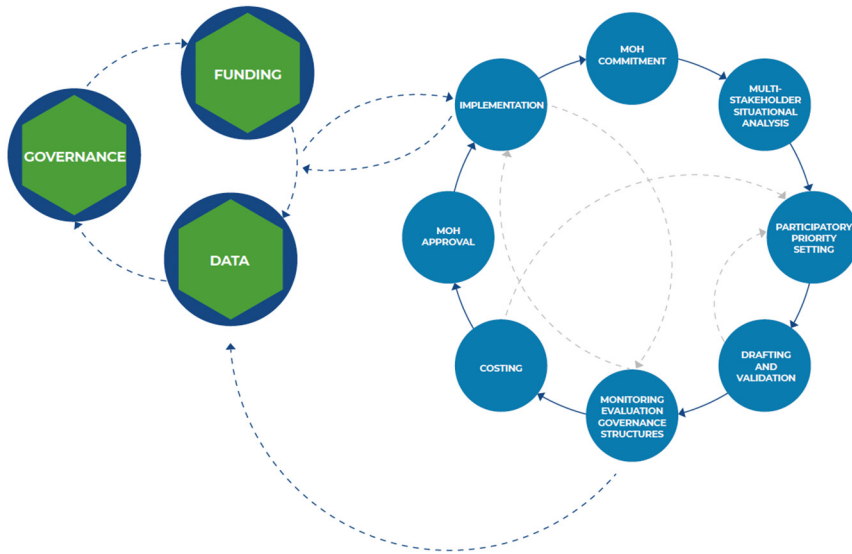 FUNDING
GOVERNANCE
DATA
MOH
COMMITMENT
MULTI-
STAKEHOLDER
SITUATIONAL
ANALYSIS
PARTICIPATORY
PRIORITY
SETTING
DRAFTING
AND
VALIDATION
MONITORING
EVALUATION
GOVERNANCE
STRUCTURES
COSTING
MOH
APPROVAL
IMPLEMENTATION